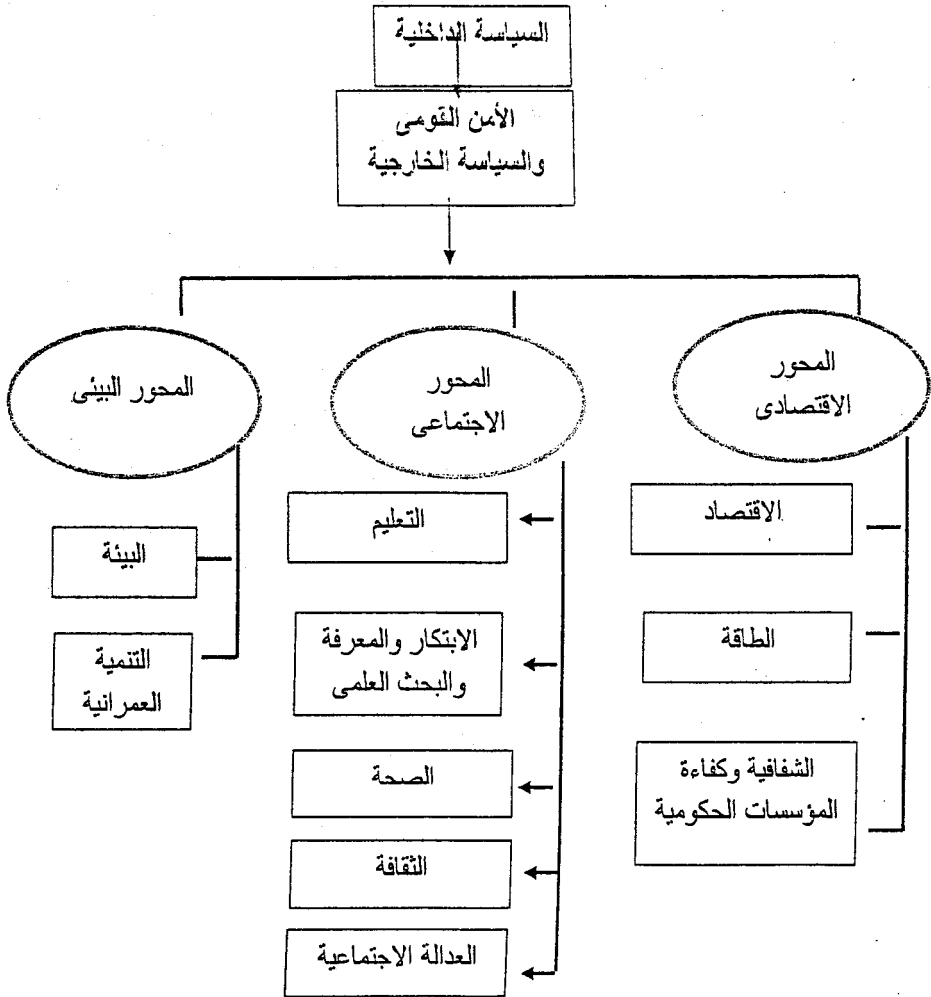 السياسة الداخلية
الأمن القومى
والسياسة الخارجية
المحور
الاقتصادى
المحور
الاجتماعى
المحور البيئى
الاقتصاد
الطاقة
الشفافية وكفاءة
المؤسسات الحكومية
التعليم
الابتكار والمعرفة
والبحث العلمى
الصحة
الثقافة
العدالة الاجتماعية
البيئة
التنمية
العمرانية